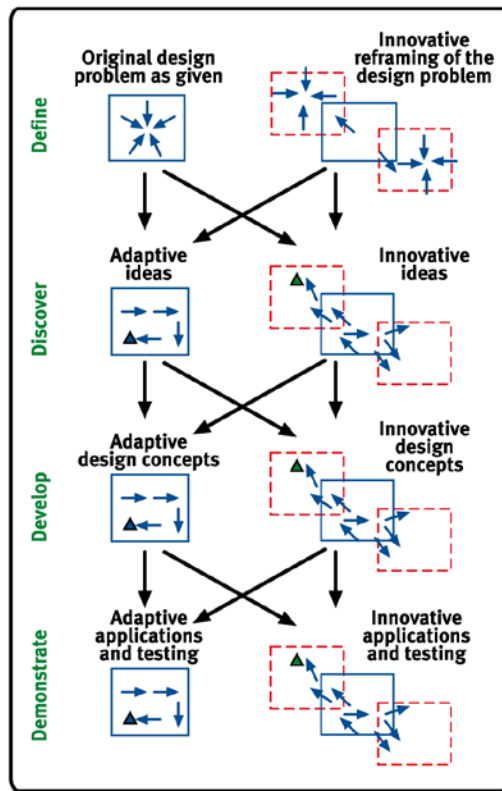 Original design
problem as given
Innovative
reframing of the
design problem
Define
Adaptive
ideas
Innovative
ideas
Discover
Adaptive
design concepts
Innovative
design
concepts
Develop
Adaptive
applications
and testing
Innovative
applications
and testing
Demonstrate